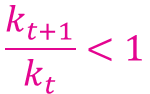 k_{t+1}/k_t < 1